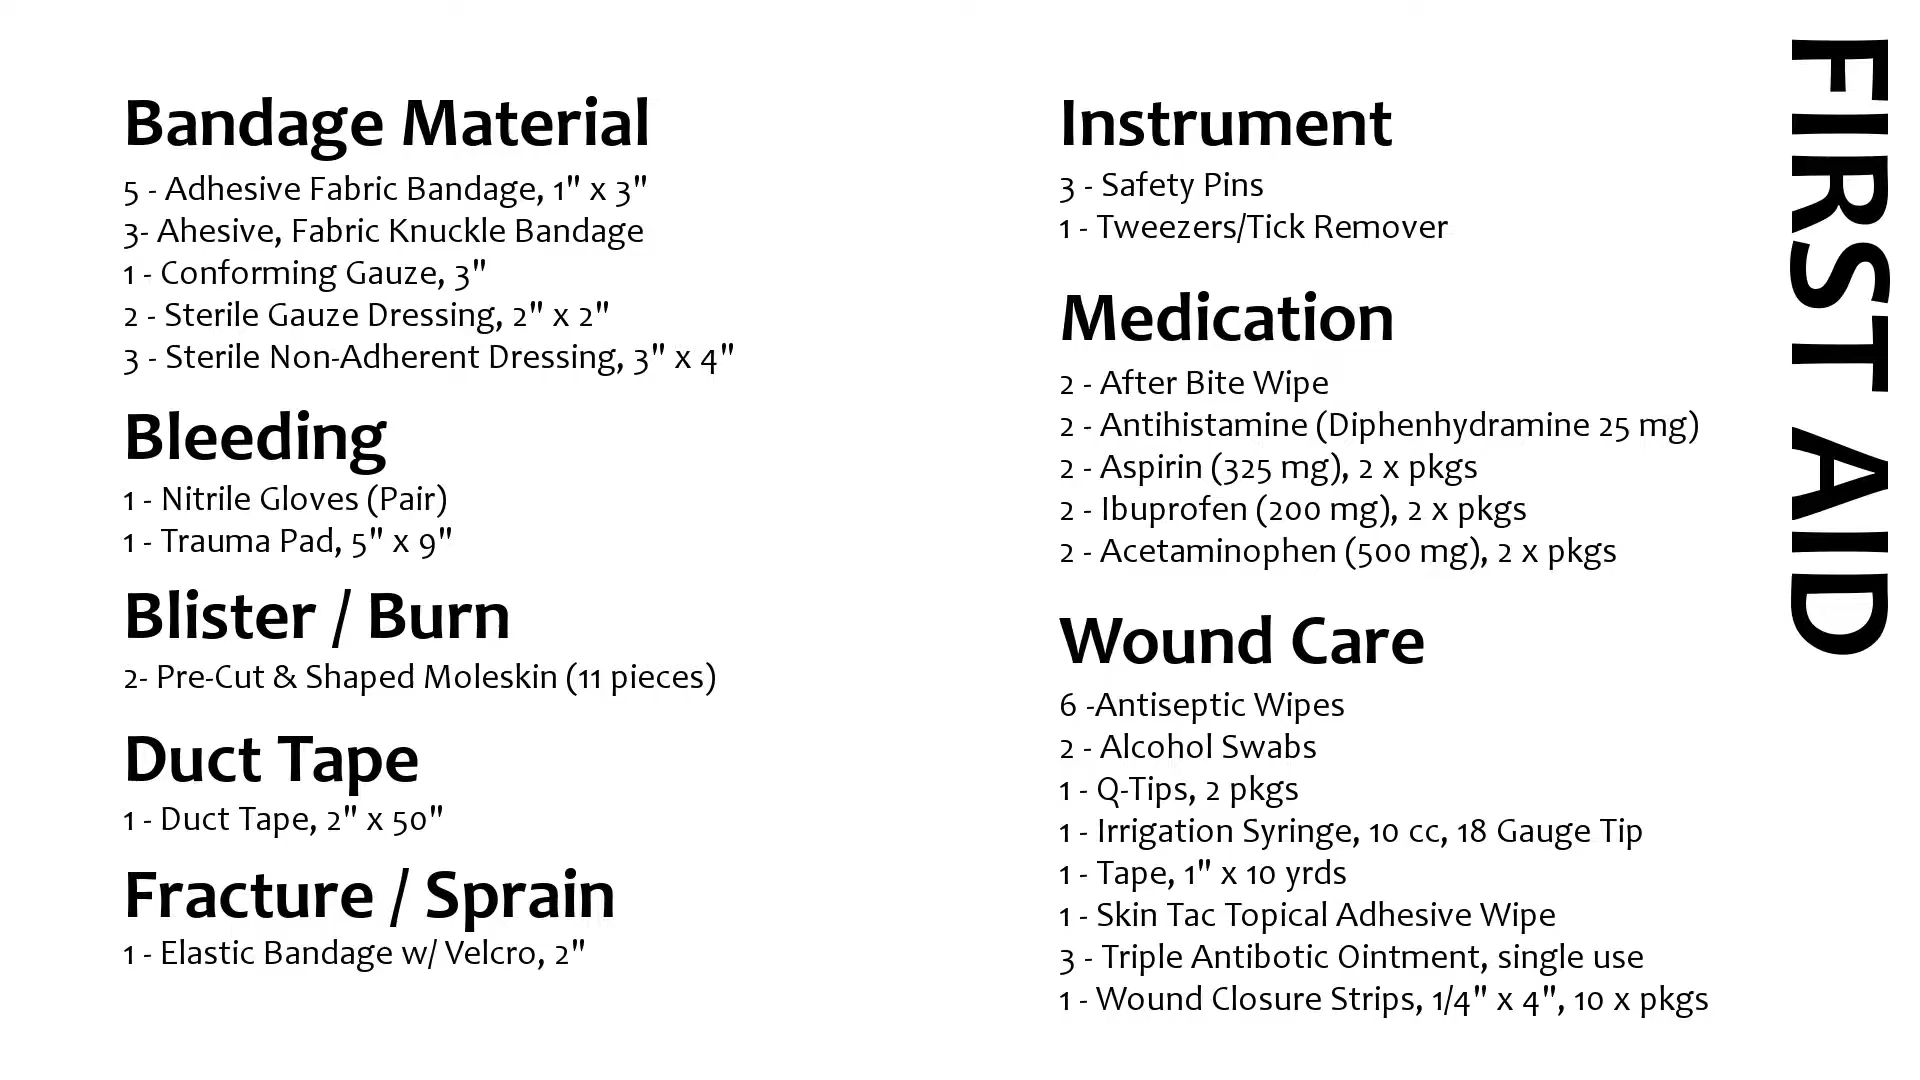 Bandage Material
5 - Adhesive Fabric Bandage, 1" x 3"
3- Ahesive, Fabric Knuckle Bandage
1 - Conforming Gauze, 3"
2 - Sterile Gauze Dressing, 2" x 2"
3 - Sterile Non-Adherent Dressing, 3" x 4"
Bleeding
1 - Nitrile Gloves (Pair)
1 - Trauma Pad, 5" x 9"
Blister / Burn
2- Pre-Cut & Shaped Moleskin (11 pieces)
Duct Tape
1 - Duct Tape, 2" x 50"
Fracture / Sprain
1 - Elastic Bandage w/ Velcro, 2"
Instrument
3 - Safety Pins
1 - Tweezers/Tick Remover
Medication
2 - After Bite Wipe
2 - Antihistamine (Diphenhydramine 25 mg)
2 - Aspirin (325 mg), 2 x pkgs
2 - Ibuprofen (200 mg), 2 x pkgs
2 - Acetaminophen (500 mg), 2 x pkgs
Wound Care
6 -Antiseptic Wipes
2 - Alcohol Swabs
1 - Q-Tips, 2 pkgs
1 - Irrigation Syringe, 10 cc, 18 Gauge Tip
1 - Tape, 1" x 10 yrds
1 - Skin Tac Topical Adhesive Wipe
3 - Triple Antibotic Ointment, single use
1 - Wound Closure Strips, 1/4" x 4", 10 x pkgs
FIRST AID